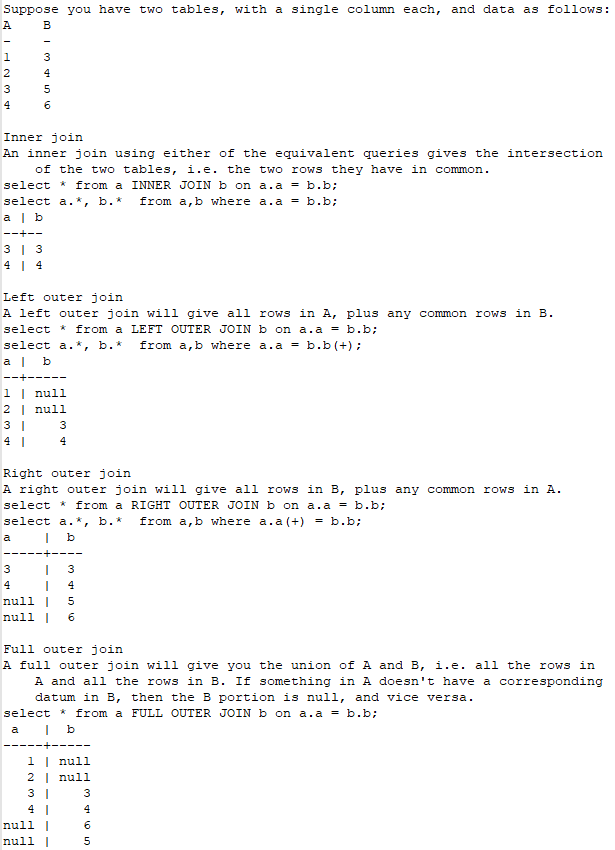 Suppose you have two tables, with a single column each, and data as follows:
A    B
-    -
1    3
2    4
3    5
4    6

Inner join
An inner join using either of the equivalent queries gives the intersection
    of the two tables, i.e. the two rows they have in common.
select * from a INNER JOIN b on a.a = b.b;
select a.*, b.*  from a,b where a.a = b.b;
a | b
--+--
3 | 3
4 | 4

Left outer join
A left outer join will give all rows in A, plus any common rows in B.
select * from a LEFT OUTER JOIN b on a.a = b.b;
select a.*, b.*  from a,b where a.a = b.b(+);
a |  b
--+-----
1 | null
2 | null
3 |    3
4 |    4

Right outer join
A right outer join will give all rows in B, plus any common rows in A.
select * from a RIGHT OUTER JOIN b on a.a = b.b;
select a.*, b.*  from a,b where a.a(+) = b.b;
a    |  b
-----+----
3    |  3
4    |  4
null |  5
null |  6

Full outer join
A full outer join will give you the union of A and B, i.e. all the rows in
    A and all the rows in B. If something in A doesn't have a corresponding
    datum in B, then the B portion is null, and vice versa.
select * from a FULL OUTER JOIN b on a.a = b.b;
 a   |  b
-----+-----
   1 | null
   2 | null
   3 |    3
   4 |    4
null |    6
null |    5